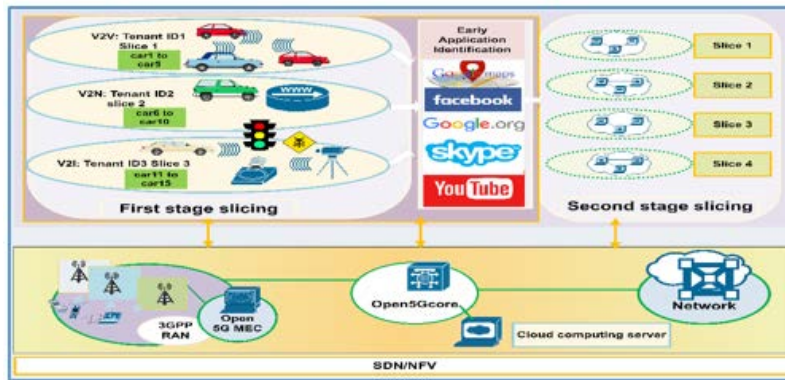 V2V: Tenant ID1
Slice 1
car1 to
car5
V2N: Tenant ID2
slice 2
car6 to
car10
WWW
V2I: Tenant ID3 Slice 3
car11 to
car15
First stage slicing
Early
Application
Identification
Google maps
facebook
Google.org
skype
YouTube
Slice 1
Slice 2
Slice 3
Slice 4
Second stage slicing
3GPP
RAN
Open
5G MEC
Open5Gcore
Cloud computing server
Network
SDN/NFV